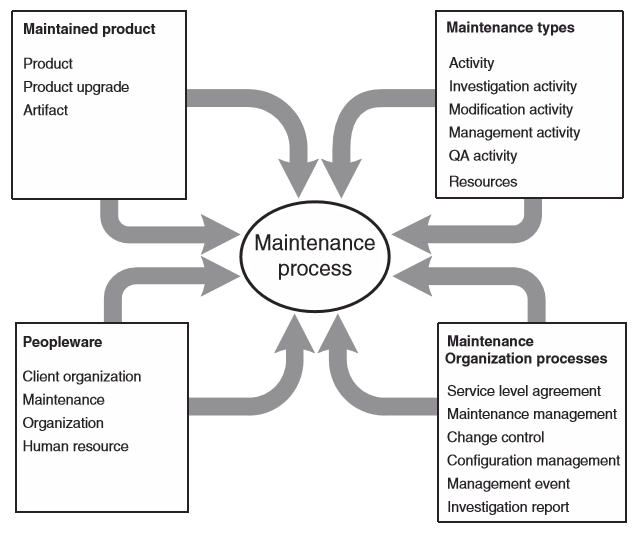 Maintained product
Product
Product upgrade
Artifact
Maintenance types
Activity
Investigation activity
Modification activity
Management activity
QA activity
Resources
Maintenance
process
Peopleware
Client organization
Maintenance
Organization
Human resource
Maintenance
Organization processes
Service level agreement
Maintenance management
Change control
Configuration management
Management event
Investigation report